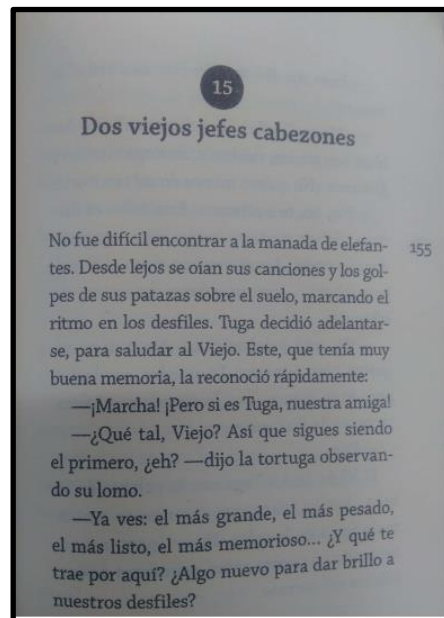 15
Dos viejos jefes cabezones
No fue difícil encontrar a la manada de elefan-
155
tes. Desde lejos se oían sus canciones y los gol-
pes de sus patazas sobre el suelo, marcando el
ritmo en los desfiles. Tuga decidió adelantar-
se, para saludar al Viejo. Este, que tenía muy
buena memoria, la reconoció rápidamente:
—¡Marcha! ¡Pero si es Tuga, nuestra amiga!
—¿Qué tal, Viejo? Así que sigues siendo
el primero, ¿eh? —dijo la tortuga observan-
do su lomo.
—Ya ves: el más grande, el más pesado,
el más listo, el más memorioso... ¿Y qué te
trae por aquí? ¿Algo nuevo para dar brillo a
nuestros desfiles?